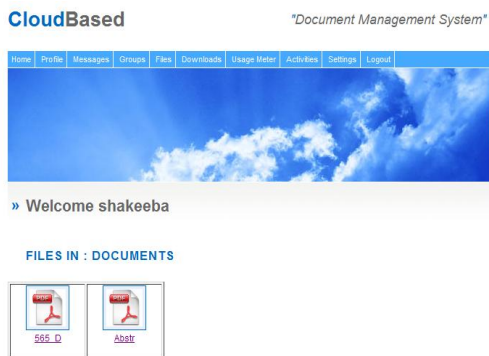 CloudBased
"Document Management System"
Home Profile Messages Groups Files Downloads Usage Meter Activities Settings Logout
» Welcome shakeeba
FILES IN : DOCUMENTS
PDF PDF
565_D Abstr